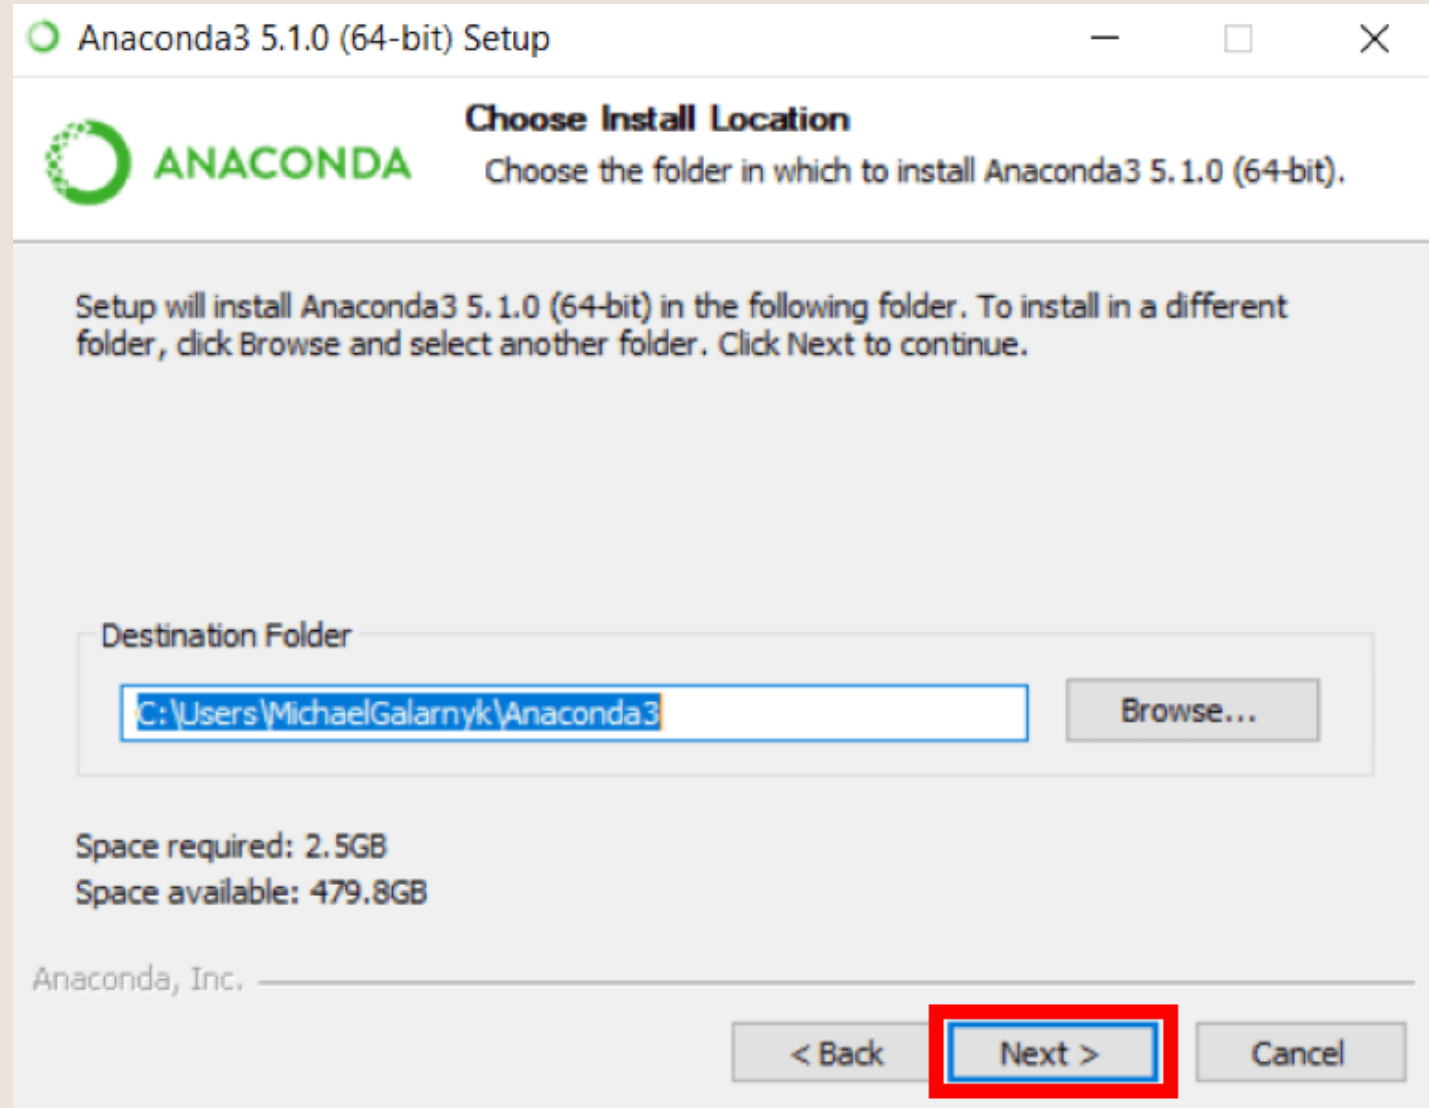 Anaconda3 5.1.0 (64-bit) Setup
ANACONDA
Choose Install Location
Choose the folder in which to install Anaconda3 5.1.0 (64-bit).
Setup will install Anaconda3 5.1.0 (64-bit) in the following folder. To install in a different
folder, click Browse and select another folder. Click Next to continue.
Destination Folder
C:\Users\MichaelGalarnyk\Anaconda3
Browse...
Space required: 2.5GB
Space available: 479.8GB
Anaconda, Inc.
< Back
Next >
Cancel